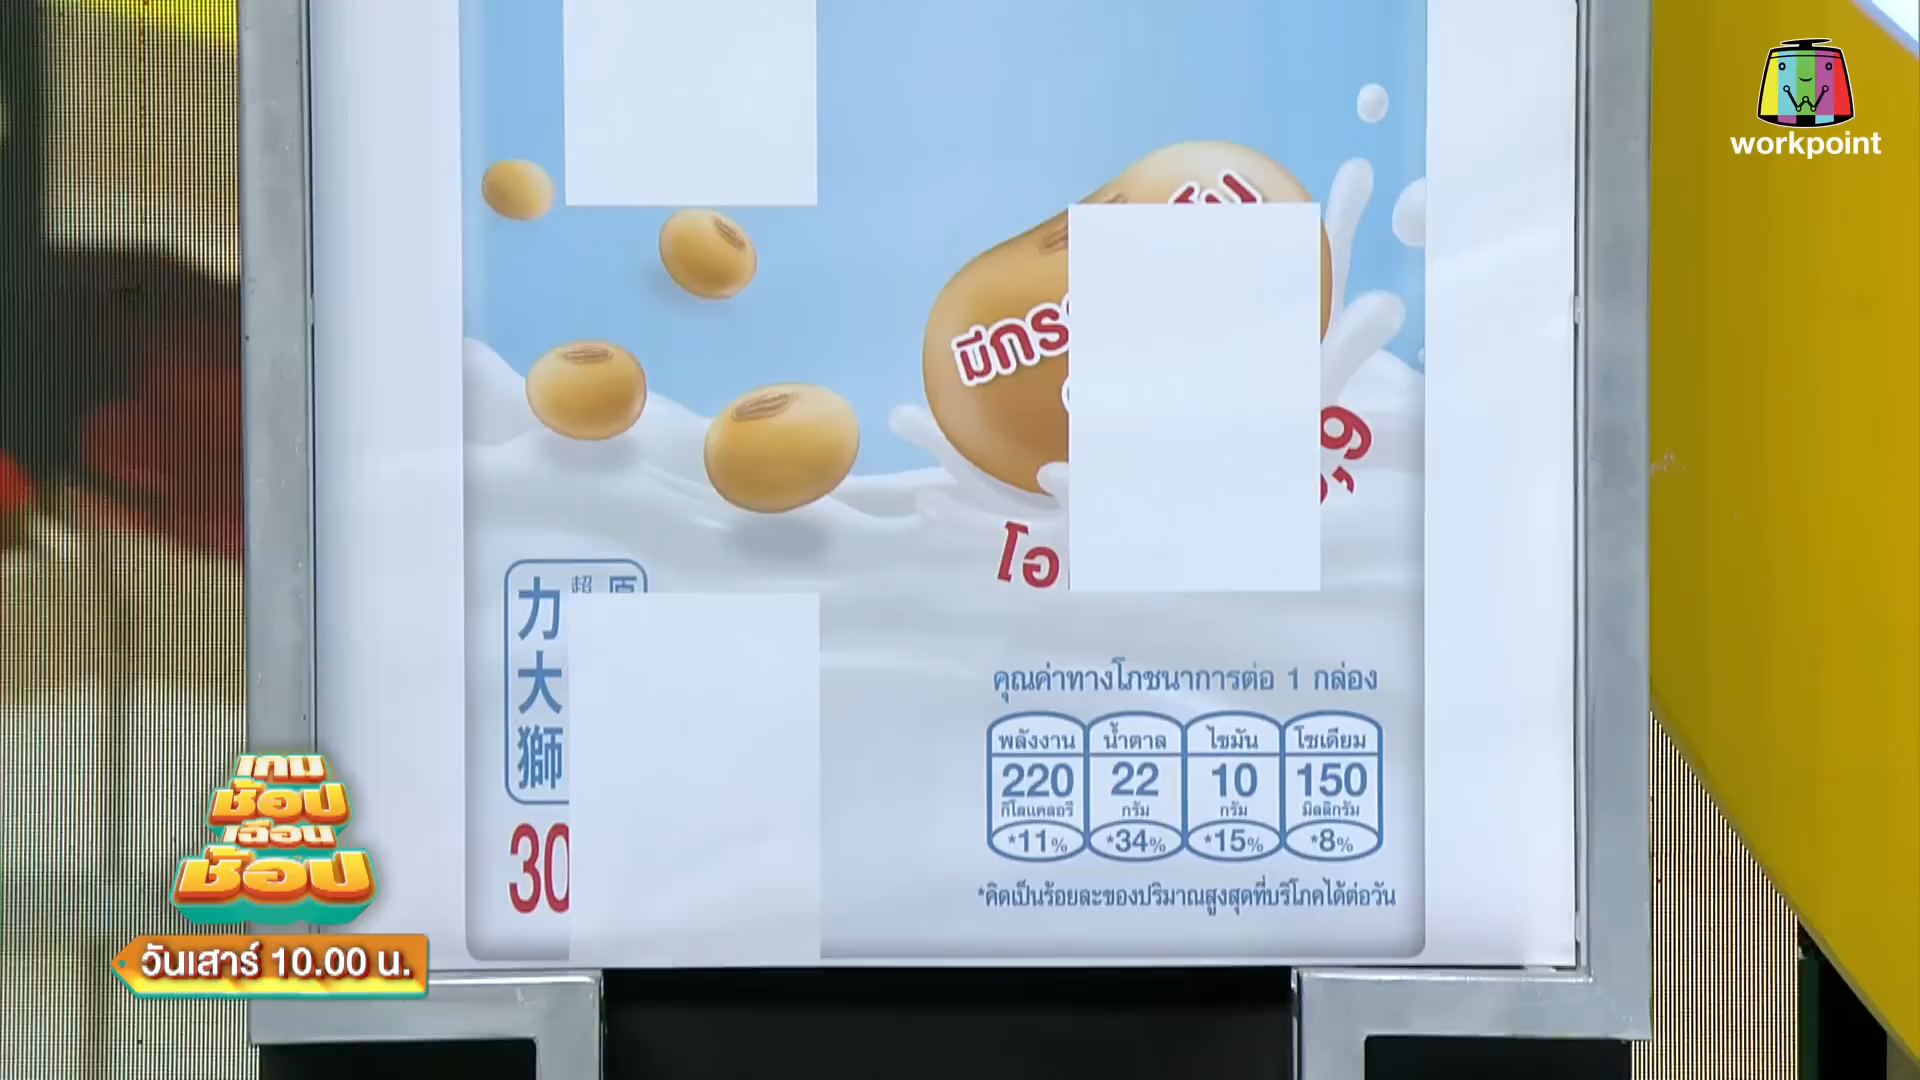 workpoint
มีกร
6,9
โอ
力大獅
超
原
30
คุณค่าทางโภชนาการต่อ 1 กล่อง
พลังงาน น้ำตาล ไขมัน โซเดียม
220 22 10 150
กิโลแคลอรี กรัม กรัม มิลลิกรัม
*11% *34% *15% *8%
*คิดเป็นร้อยละของปริมาณสูงสุดที่บริโภคได้ต่อวัน
เกม
ช้อป
เฉือน
ช้อป
วันเสาร์ 10.00 น.